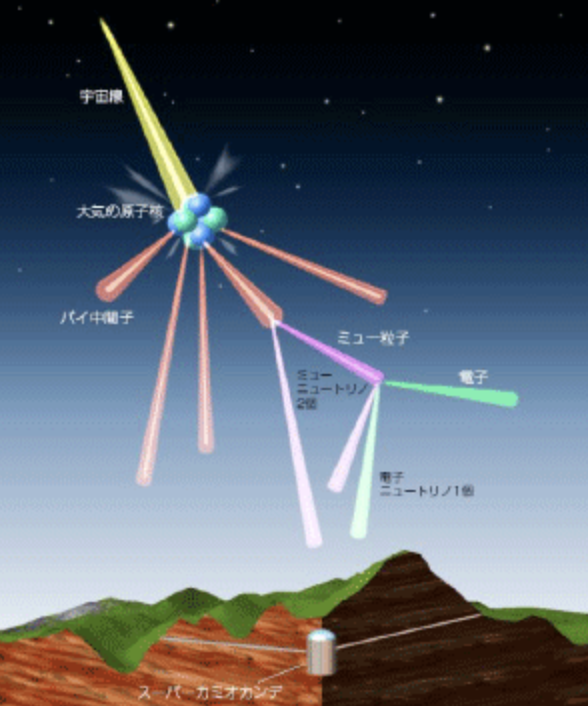 宇宙線
大気の原子核
パイ中間子
ミュー粒子
ミュー
ニュートリノ
2個
電子
電子
ニュートリノ1個
スーパーカミオカンデ